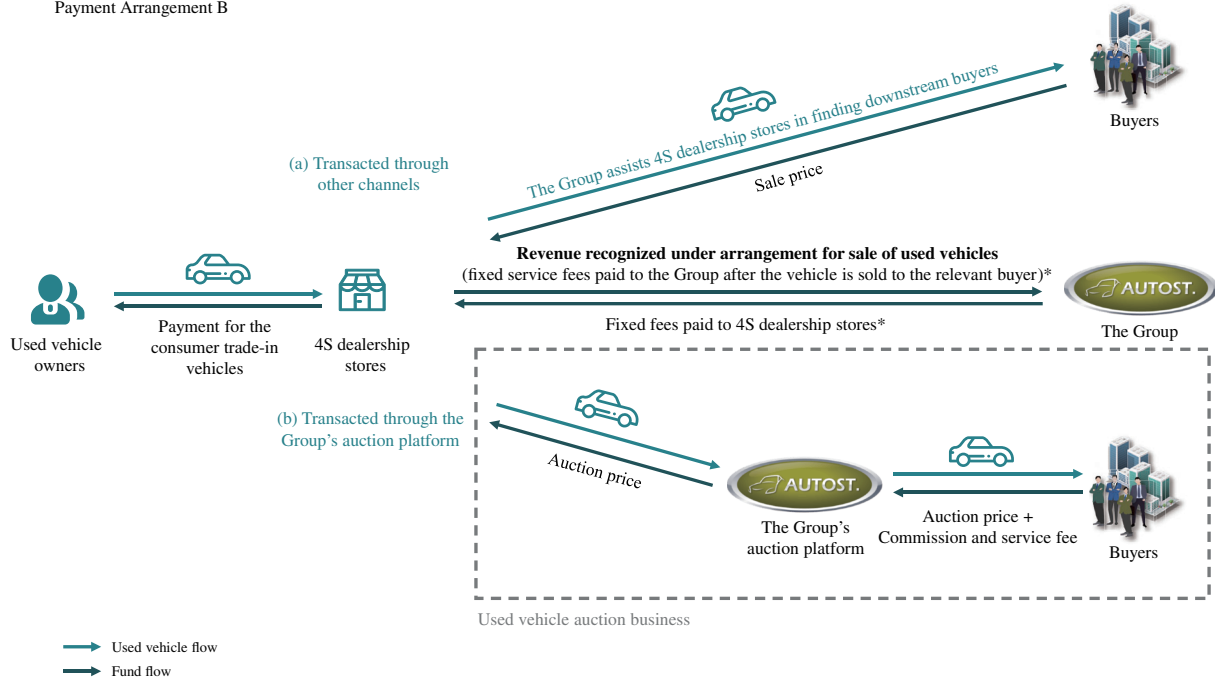 Payment Arrangement B
Buyers
The Group assists 4S dealership stores in finding downstream buyers
Sale price
(a) Transacted through
other channels
Revenue recognized under arrangement for sale of used vehicles
(fixed service fees paid to the Group after the vehicle is sold to the relevant buyer)*
Fixed fees paid to 4S dealership stores*
AUTOST.
The Group
Used vehicle
owners
Payment for the
consumer trade-in
vehicles
4S dealership
stores
(b) Transacted through the
Group's auction platform
Auction price
AUTOST.
The Group's
auction platform
Auction price +
Commission and service fee
Buyers
Used vehicle auction business
Used vehicle flow
Fund flow